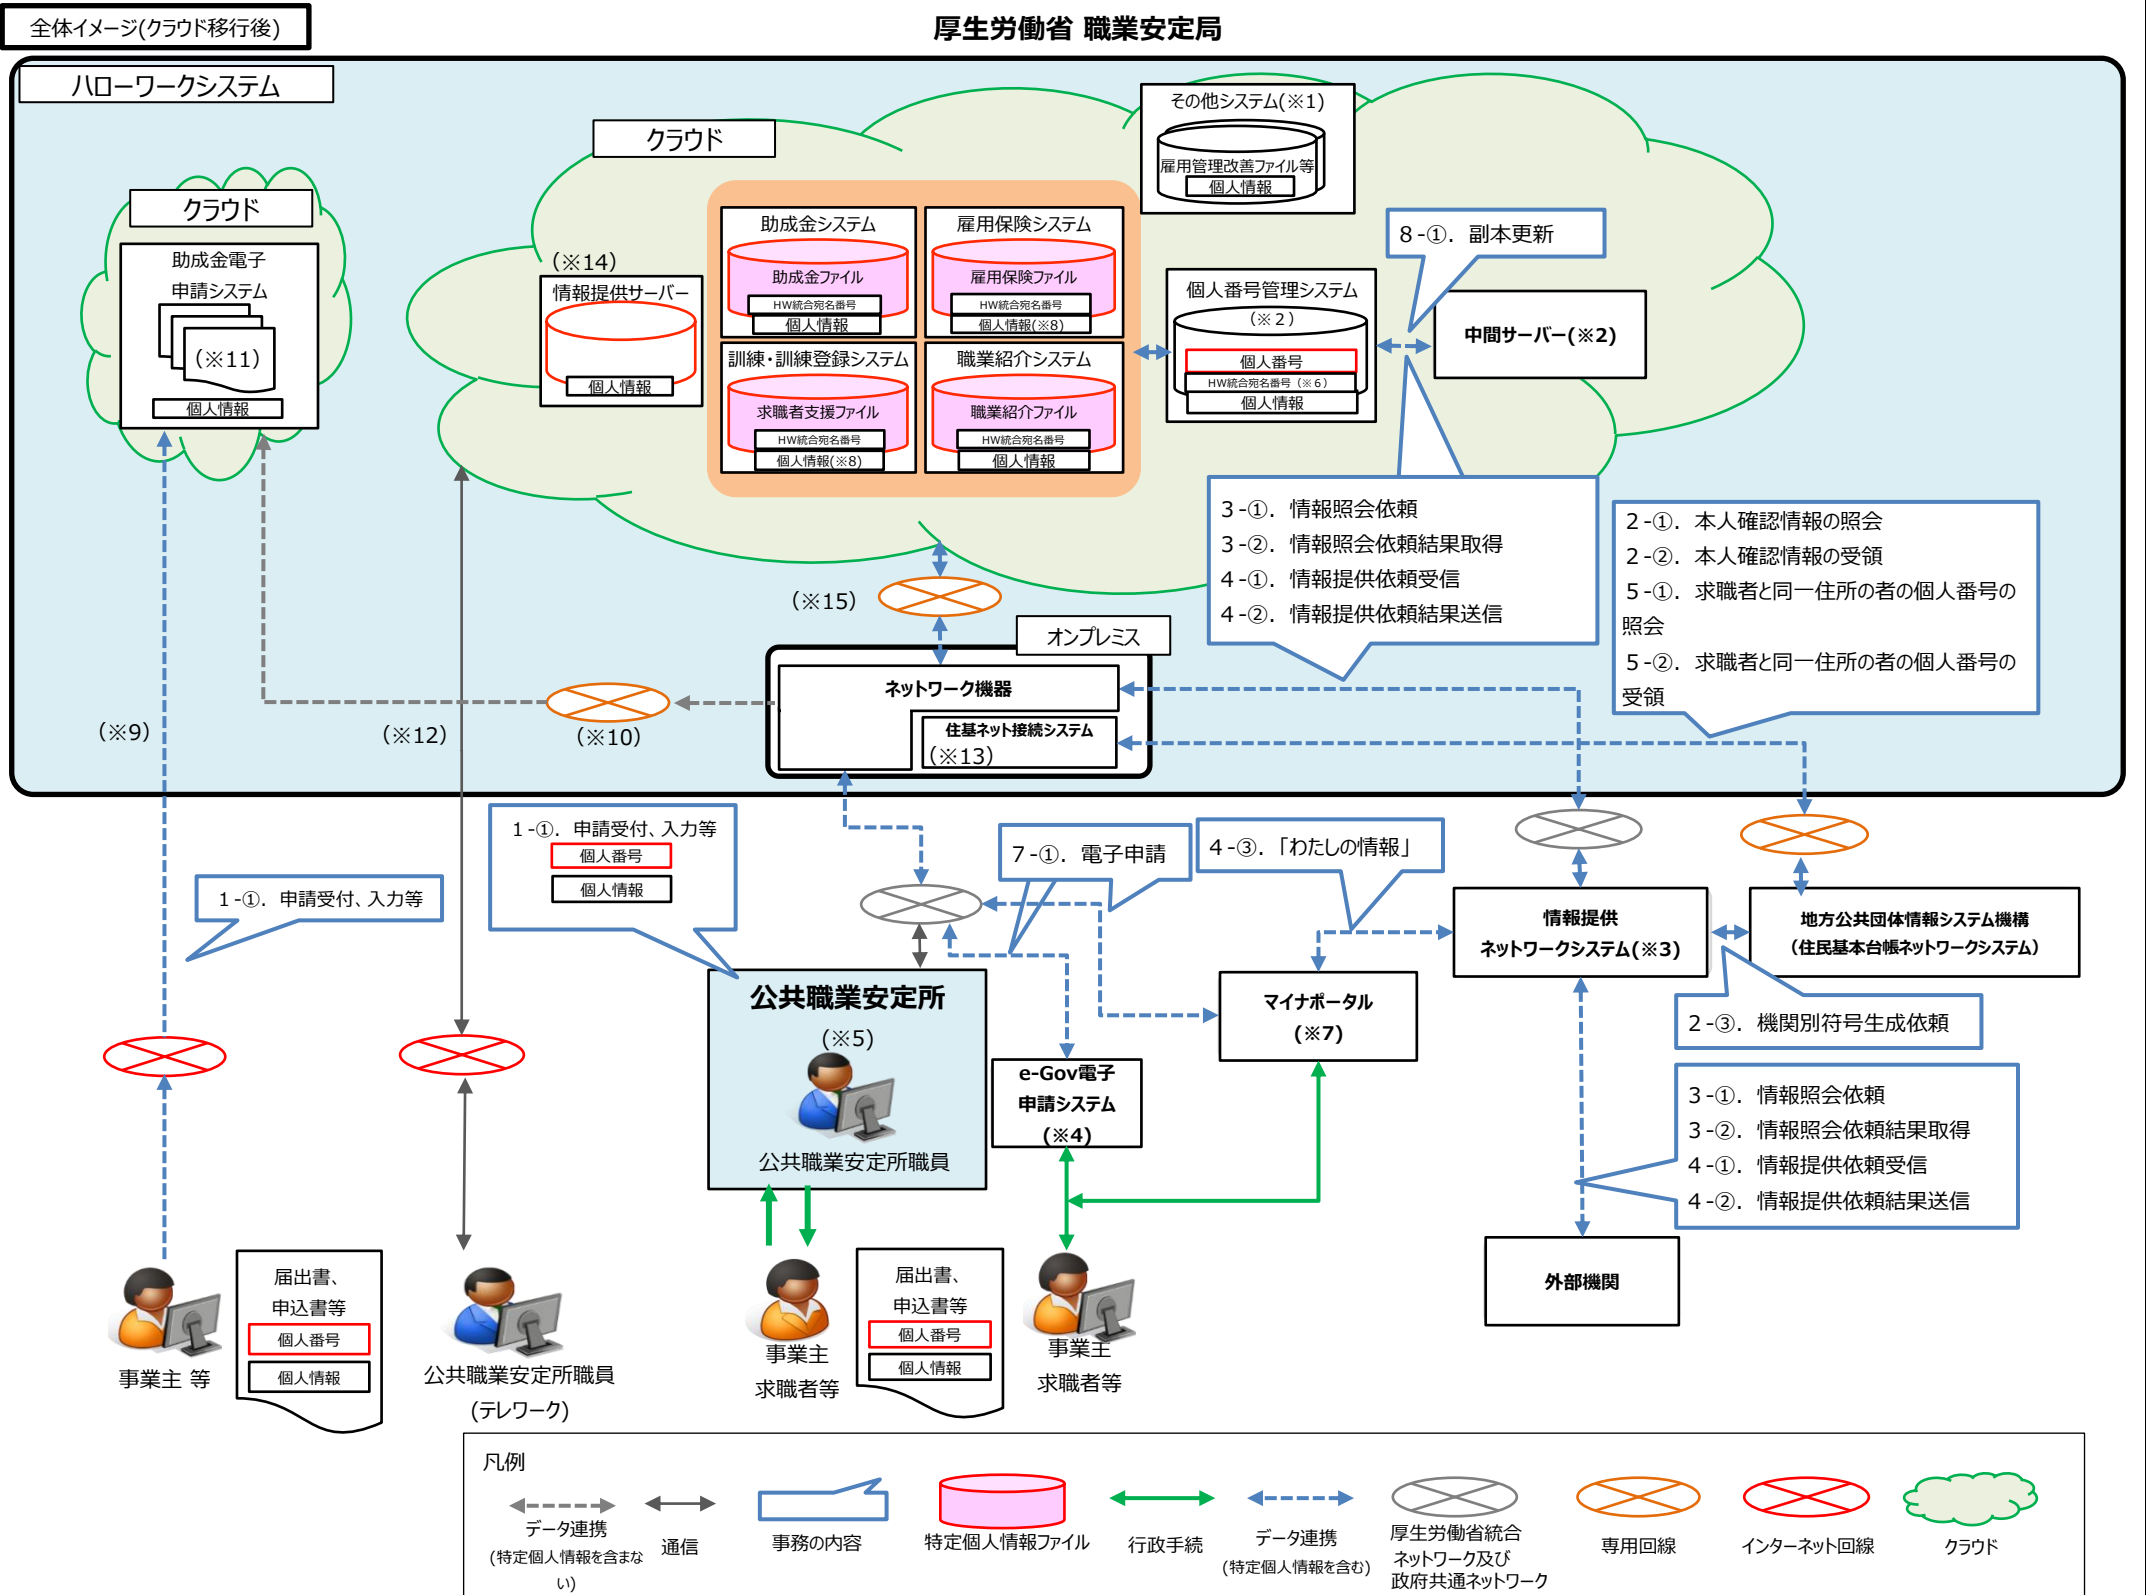 全体イメージ(クラウド移行後)
厚生労働省 職業安定局
ハローワークシステム
クラウド
助成金電子
申請システム
(※11)
個人情報
クラウド
その他システム(※1)
雇用管理改善ファイル等
個人情報
(※14)
情報提供サーバー
個人情報
助成金システム
助成金ファイル
HW統合宛名番号
個人情報
雇用保険システム
雇用保険ファイル
HW統合宛名番号
個人情報(※8)
訓練・訓練登録システム
求職者支援ファイル
HW統合宛名番号
個人情報(※8)
職業紹介システム
職業紹介ファイル
HW統合宛名番号
個人情報
個人番号管理システム
(※2)
個人番号
HW統合宛名番号(※6)
個人情報
8-①. 副本更新
中間サーバー(※2)
3-①. 情報照会依頼
3-②. 情報照会依頼結果取得
4-①. 情報提供依頼受信
4-②. 情報提供依頼結果送信
2-①. 本人確認情報の照会
2-②. 本人確認情報の受領
5-①. 求職者と同一住所の者の個人番号の
照会
5-②. 求職者と同一住所の者の個人番号の
受領
(※15)
オンプレミス
ネットワーク機器
住基ネット接続システム
(※13)
(※9)
(※12)
(※10)
1-①. 申請受付、入力等
1-①. 申請受付、入力等
個人番号
個人情報
7-①. 電子申請
4-③. 「わたしの情報」
情報提供
ネットワークシステム(※3)
地方公共団体情報システム機構
(住民基本台帳ネットワークシステム)
2-③. 機関別符号生成依頼
公共職業安定所
(※5)
公共職業安定所職員
マイナポータル
(※7)
e-Gov電子
申請システム
(※4)
3-①. 情報照会依頼
3-②. 情報照会依頼結果取得
4-①. 情報提供依頼受信
4-②. 情報提供依頼結果送信
外部機関
事業主 等
届出書、
申込書等
個人番号
個人情報
公共職業安定所職員
(テレワーク)
事業主
求職者等
届出書、
申込書等
個人番号
個人情報
事業主
求職者等
凡例
データ連携
(特定個人情報を含まな
い)
通信
事務の内容
特定個人情報ファイル
行政手続
データ連携
(特定個人情報を含む)
厚生労働省統合
ネットワーク及び
政府共通ネットワーク
専用回線
インターネット回線
クラウド